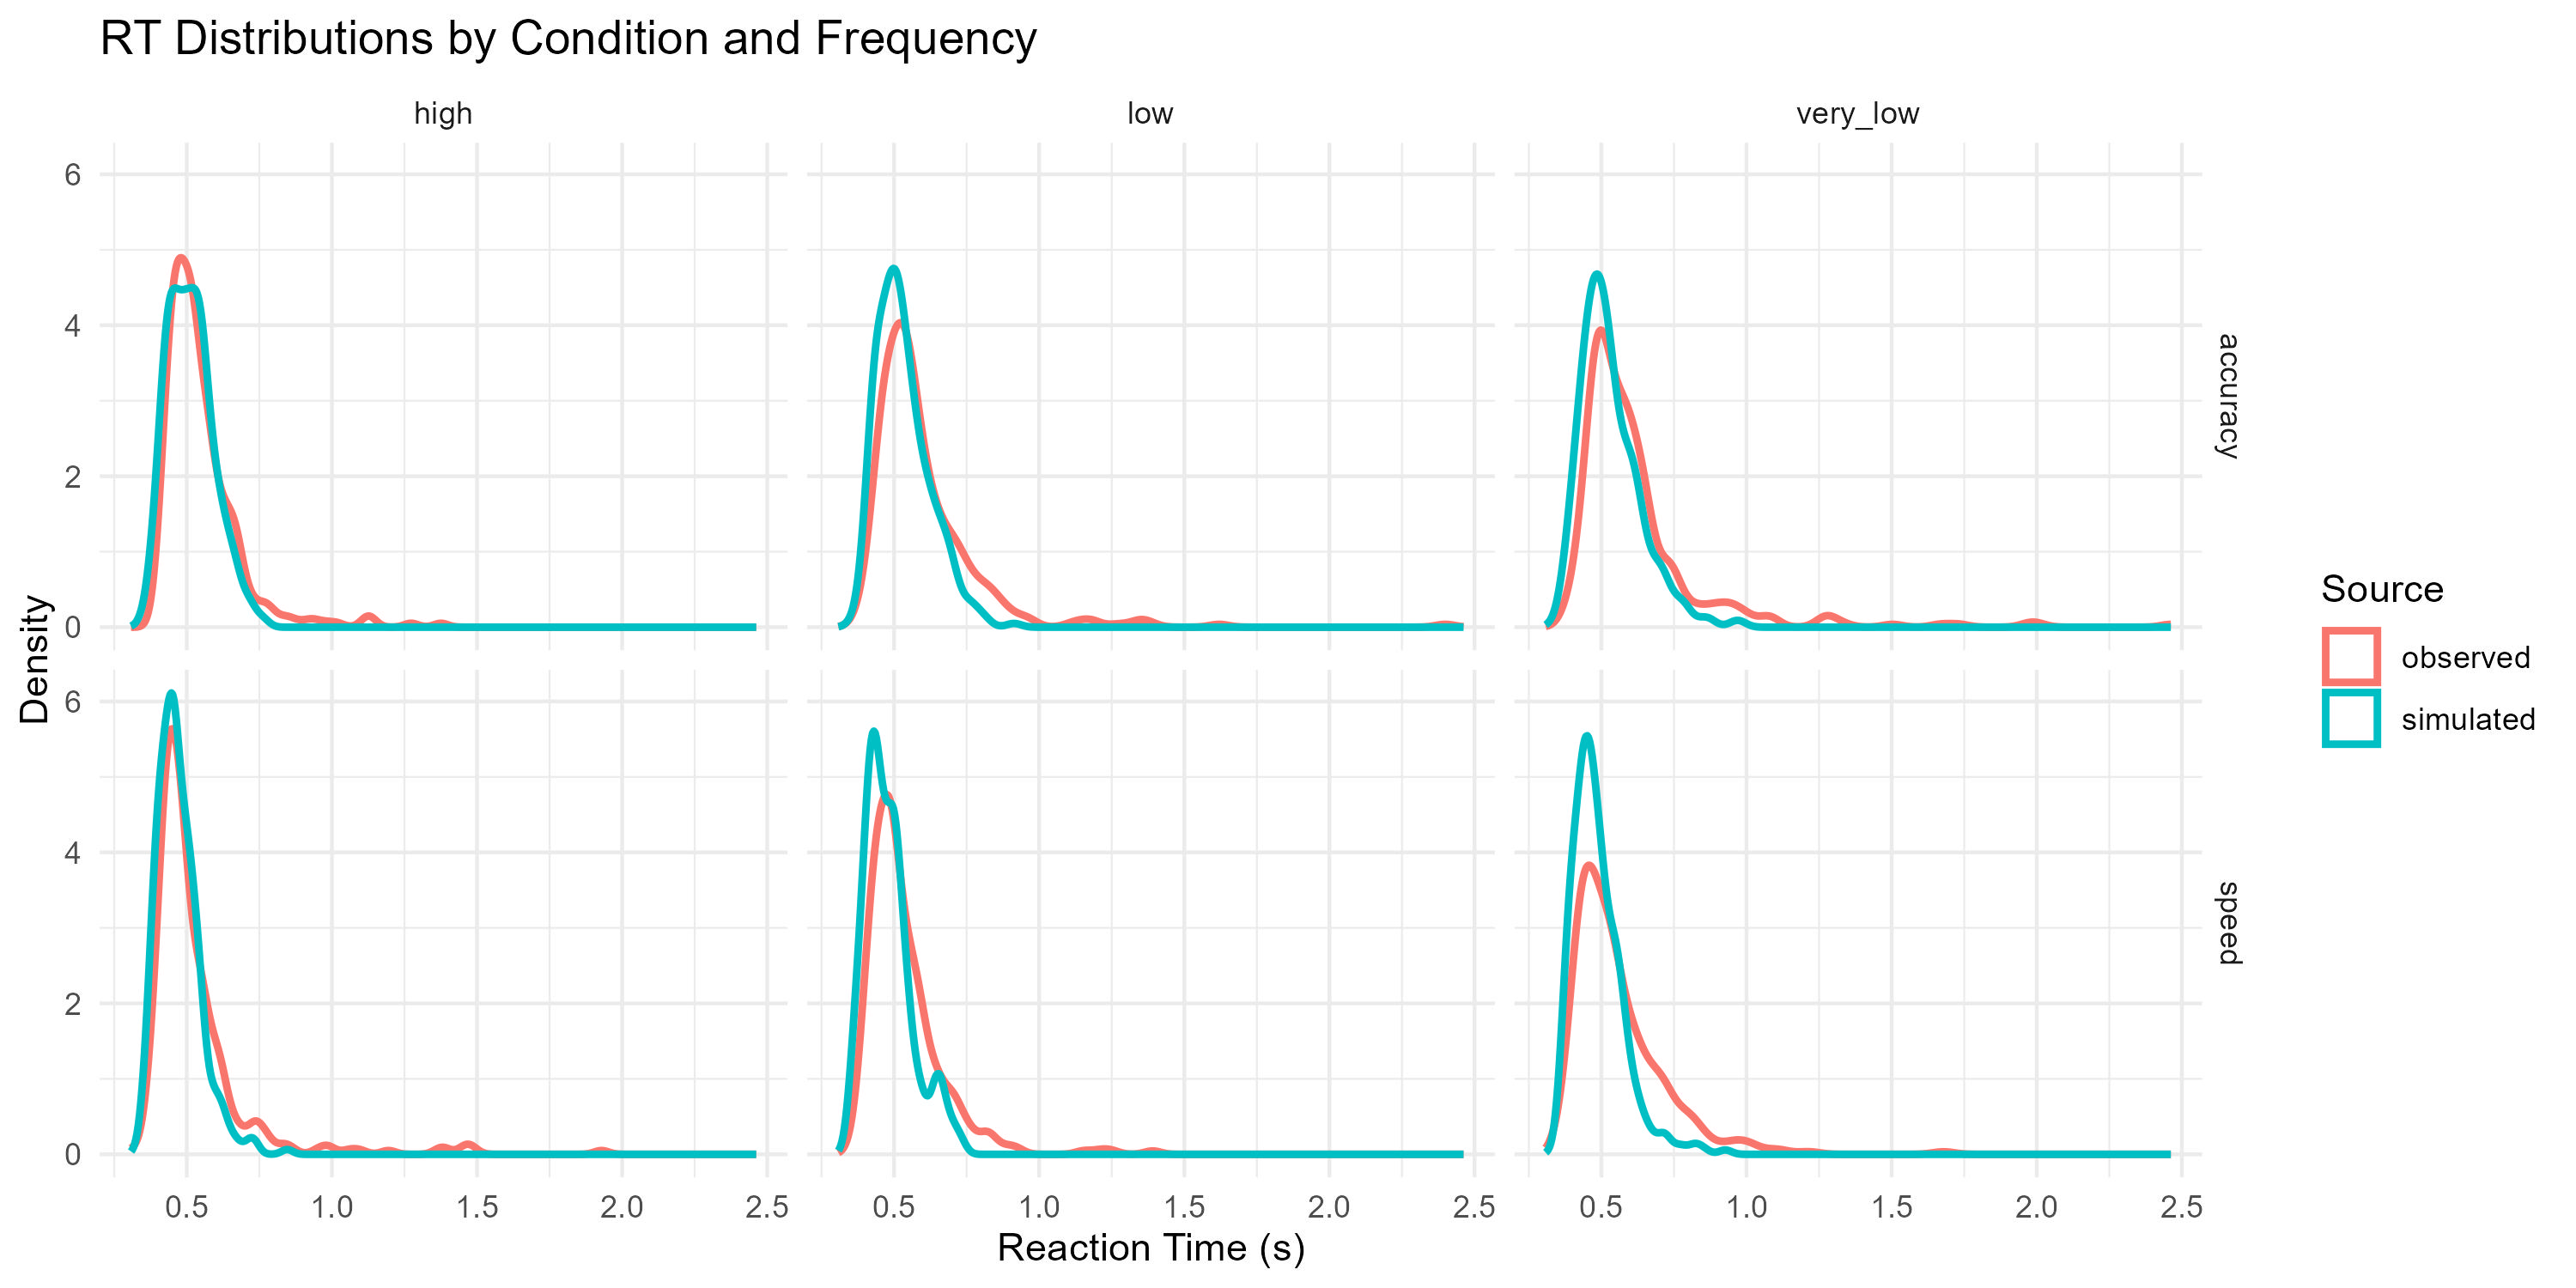 RT Distributions by Condition and Frequency
high
low
very_low
6
4
2
0
accuracy
6
4
2
0
speed
Density
0.5 1.0 1.5 2.0 2.5
0.5 1.0 1.5 2.0 2.5
0.5 1.0 1.5 2.0 2.5
Reaction Time (s)
Source
observed
simulated